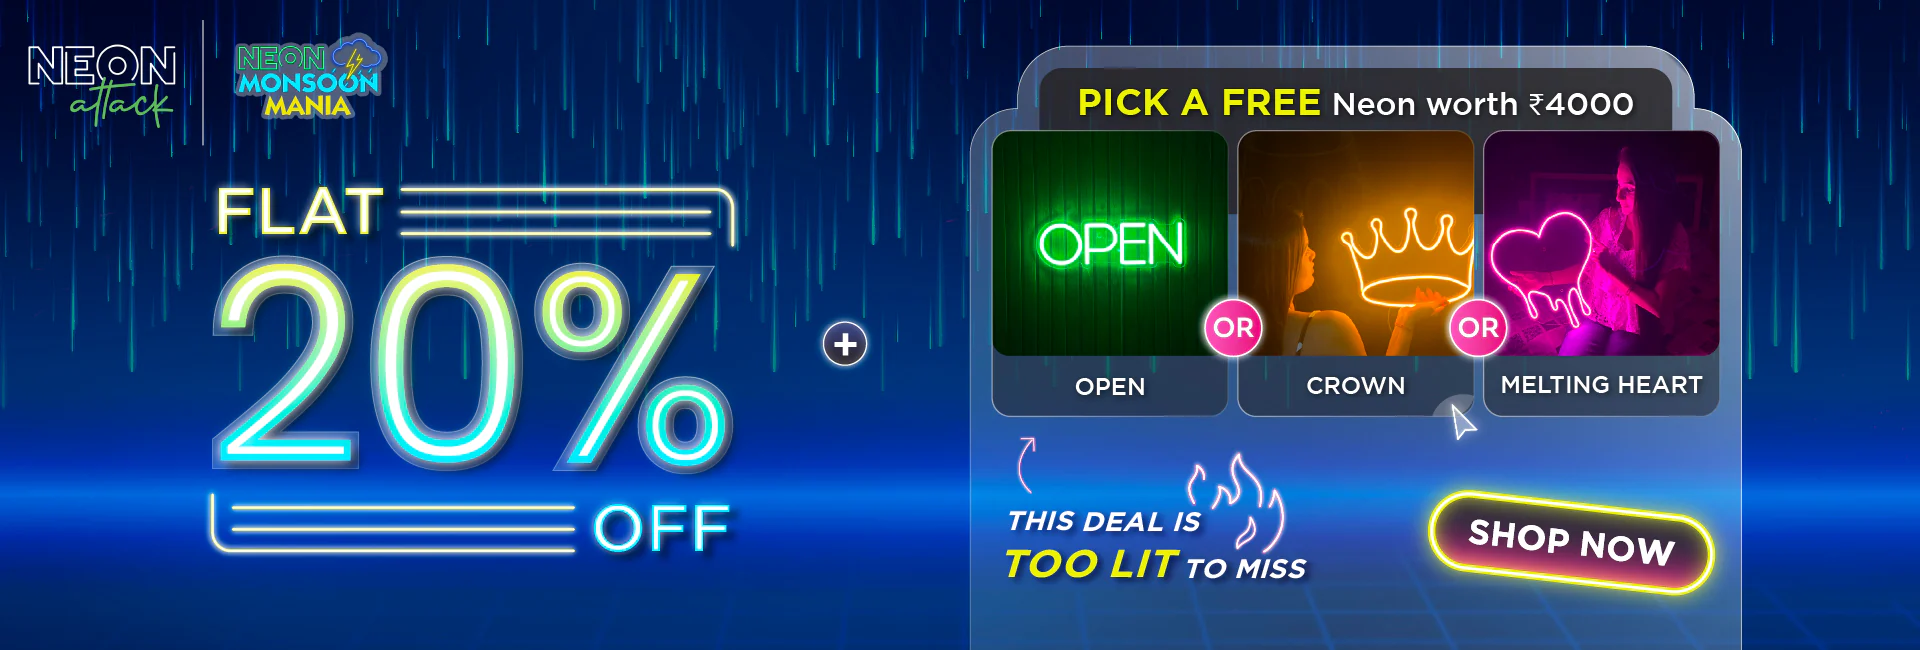 NEON
attack
NEON
MONSOON
MANIA
FLAT
20%
OFF
+
PICK A FREE Neon worth ₹4000
OPEN
OR
OR
OPEN
CROWN
MELTING HEART
THIS DEAL IS
TOO LIT TO MISS
SHOP NOW